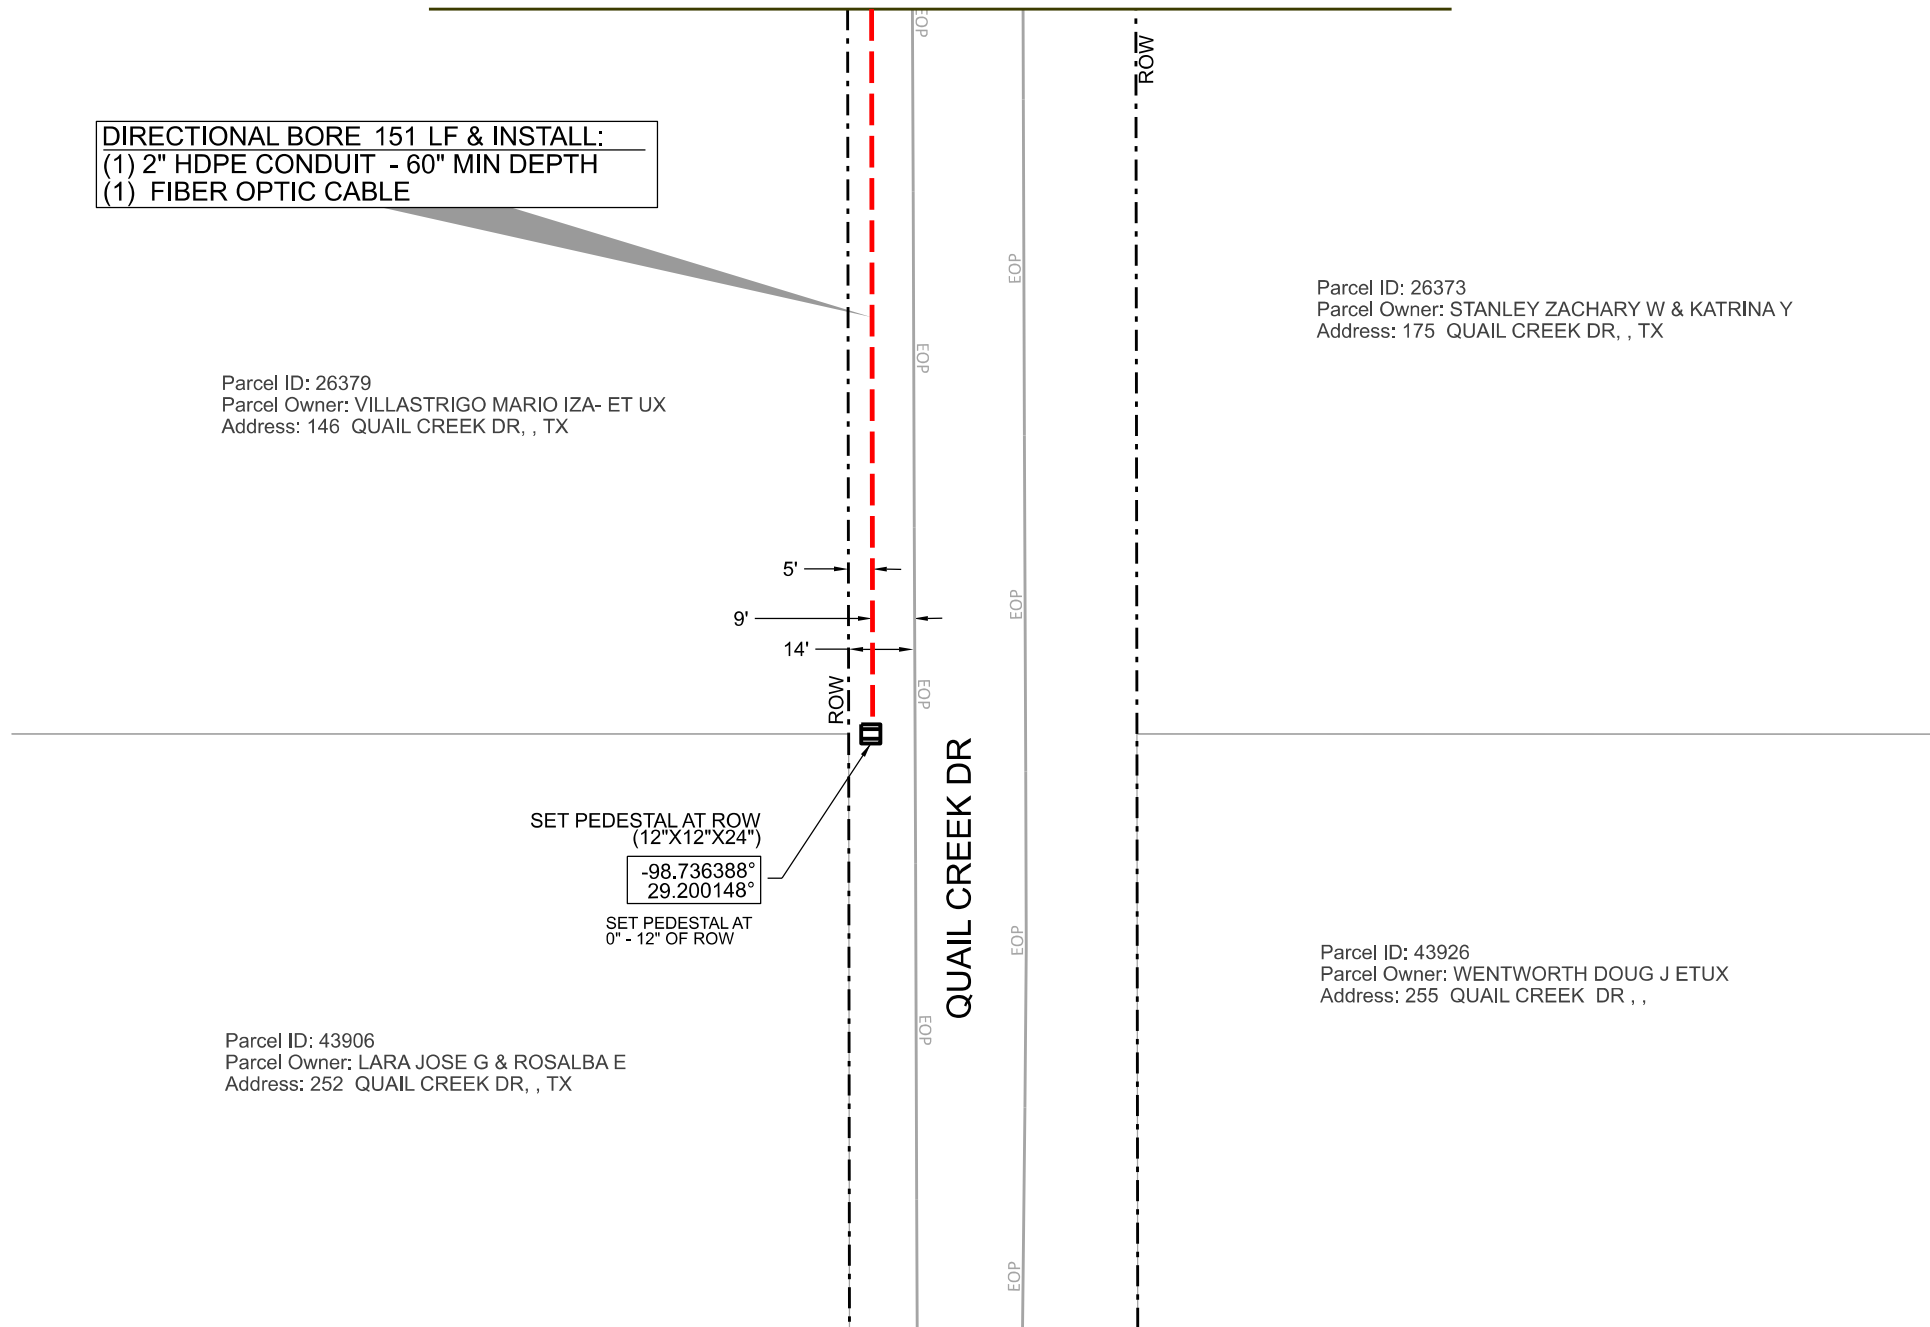 EOP
ROW
DIRECTIONAL BORE 151 LF & INSTALL:
(1) 2" HDPE CONDUIT - 60" MIN DEPTH
(1) FIBER OPTIC CABLE
EOP
Parcel ID: 26373
Parcel Owner: STANLEY ZACHARY W & KATRINA Y
Address: 175 QUAIL CREEK DR, , TX
EOP
Parcel ID: 26379
Parcel Owner: VILLASTRIGO MARIO IZA- ET UX
Address: 146 QUAIL CREEK DR, , TX
5'
EOP
9'
14'
ROW
EOP
QUAIL CREEK DR
SET PEDESTAL AT ROW
(12"X12"X24")
-98.736388°
29.200148°
SET PEDESTAL AT
0" - 12" OF ROW
EOP
Parcel ID: 43926
Parcel Owner: WENTWORTH DOUG J ETUX
Address: 255 QUAIL CREEK DR , ,
EOP
Parcel ID: 43906
Parcel Owner: LARA JOSE G & ROSALBA E
Address: 252 QUAIL CREEK DR, , TX
EOP